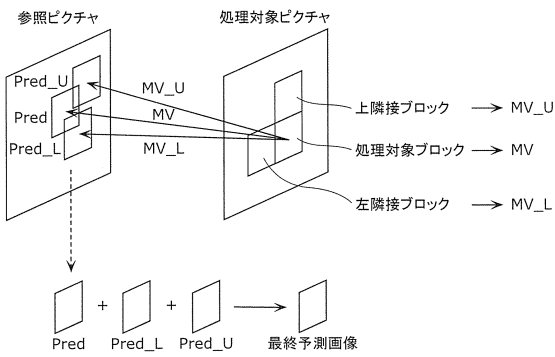 参照ピクチャ
処理対象ピクチャ
Pred_U
Pred
Pred_L
MV_U
MV
MV_L
上隣接ブロック
MV_U
処理対象ブロック
MV
左隣接ブロック
MV_L
+
+
Pred
Pred_L
Pred_U
最終予測画像